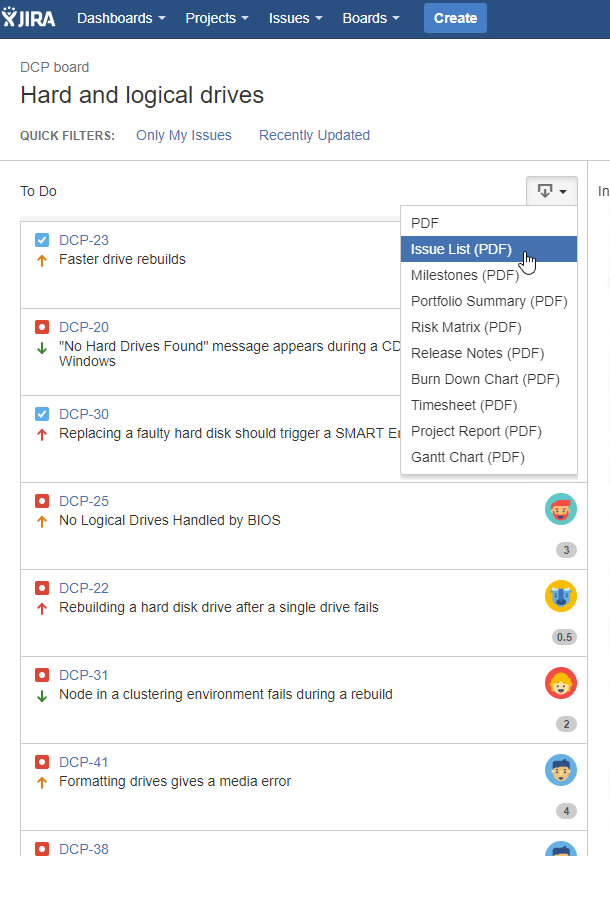 JIRA Dashboards Projects Issues Boards Create
DCP board
Hard and logical drives
QUICK FILTERS: Only My Issues Recently Updated
To Do
In
PDF
Issue List (PDF)
Milestones (PDF)
Portfolio Summary (PDF)
Risk Matrix (PDF)
Release Notes (PDF)
Burn Down Chart (PDF)
Timesheet (PDF)
Project Report (PDF)
Gantt Chart (PDF)
DCP-23
Faster drive rebuilds
DCP-20
"No Hard Drives Found" message appears during a CD
Windows
DCP-30
Replacing a faulty hard disk should trigger a SMART Er
DCP-25
No Logical Drives Handled by BIOS
3
DCP-22
Rebuilding a hard disk drive after a single drive fails
0.5
DCP-31
Node in a clustering environment fails during a rebuild
2
DCP-41
Formatting drives gives a media error
4
DCP-38